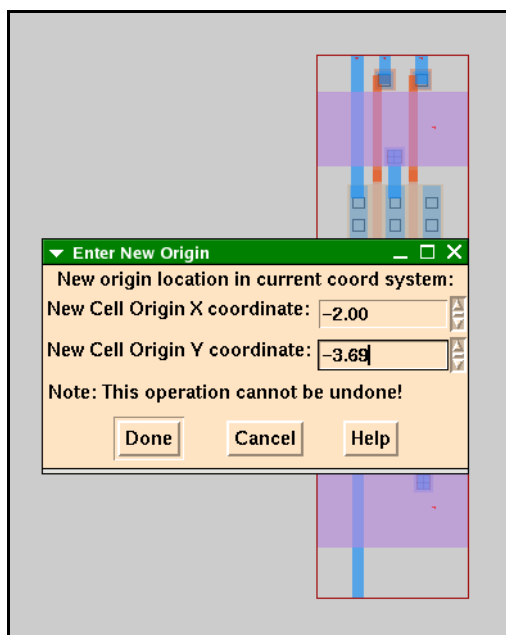 Enter New Origin
New origin location in current coord system:
New Cell Origin X coordinate: -2.00
New Cell Origin Y coordinate: -3.69
Note: This operation cannot be undone!
Done Cancel Help